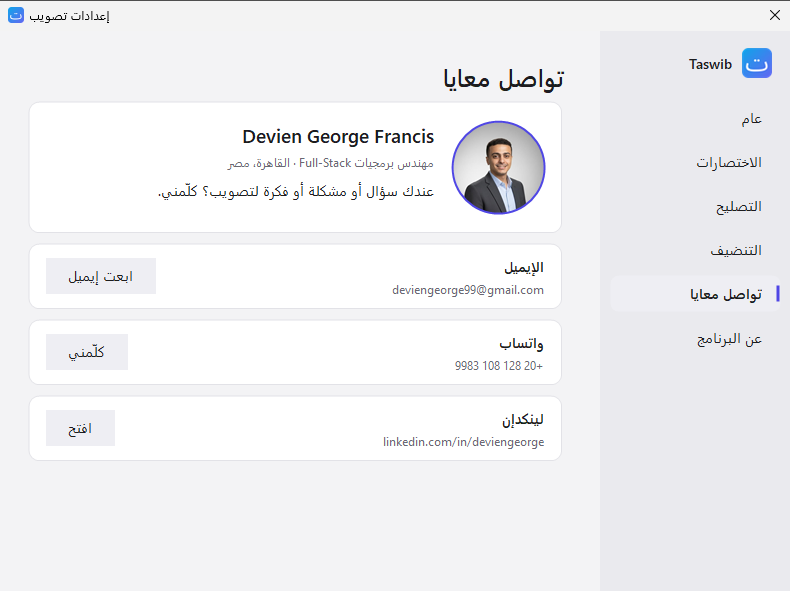 إعدادات تصويب
Taswib
عام
الاختصارات
التصليح
التنضيف
تواصل معايا
عن البرنامج
تواصل معايا
Devien George Francis
مهندس برمجيات Full-Stack · القاهرة، مصر
عندك سؤال أو مشكلة أو فكرة لتصويب؟ كلّمني.
الإيميل
deviengeorge99@gmail.com
ابعت إيميل
واتساب
+20 128 108 9983
كلّمني
لينكدإن
linkedin.com/in/deviengeorge
افتح